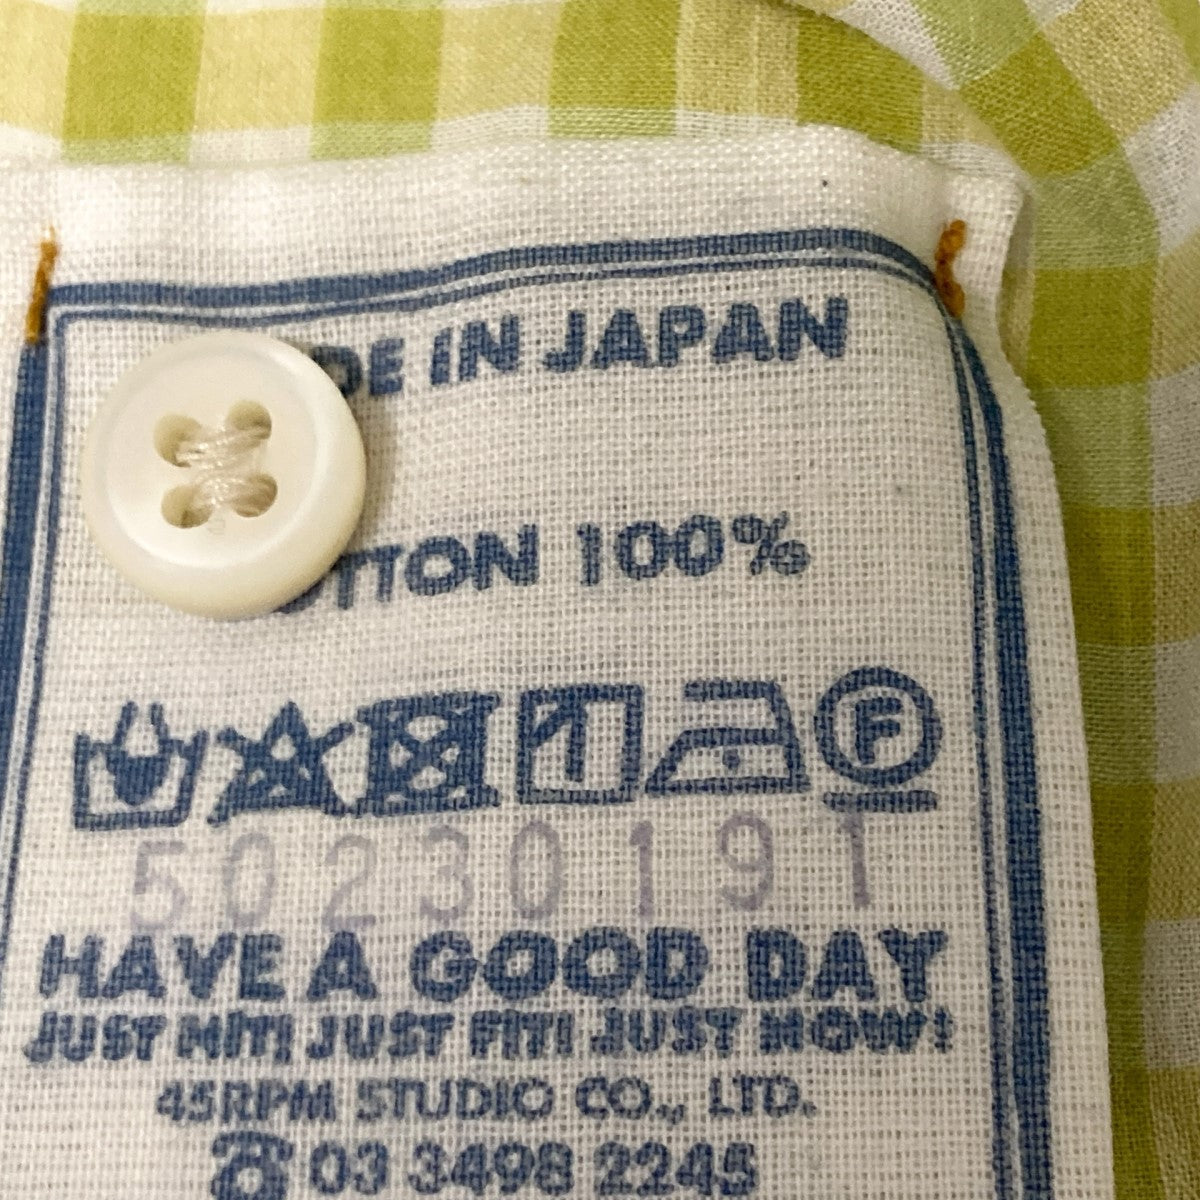 DE IN JAPAN
OTTON 100%
F
50230191
HAVE A GOOD DAY
JUST HIT! JUST FIT! JUST NOW!
45RPM STUDIO CO., LTD.
☎03 3498 2245